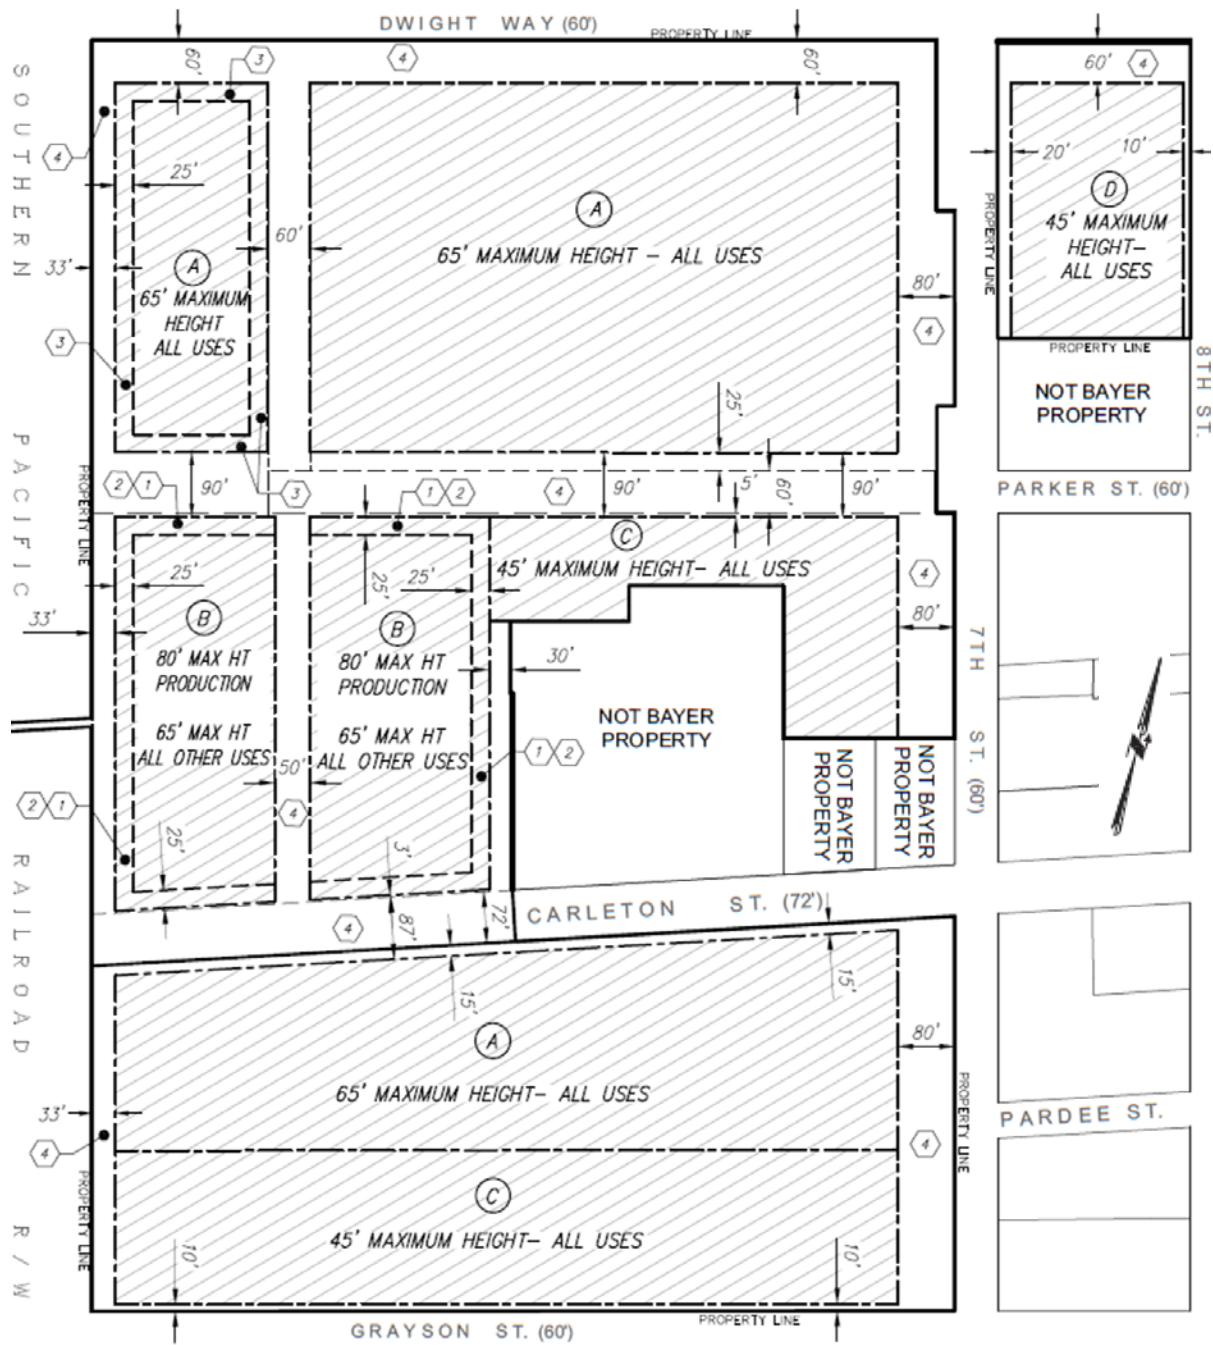 DWIGHT WAY (60')
PROPERTY LINE
60'
3
4
60'
60'
4
SOUTHERN PACIFIC RAILROAD R/W
4
25'
20'
10'
D
45' MAXIMUM
HEIGHT-
ALL USES
PROPERTY LINE
A
65' MAXIMUM HEIGHT - ALL USES
60'
33'
A
65' MAXIMUM
HEIGHT
ALL USES
80'
4
3
PROPERTY LINE
8TH ST.
NOT BAYER
PROPERTY
25'
PROPERTY LINE
2
1
90'
3
1
2
4
90'
5'
60'
90'
PARKER ST. (60')
C
45' MAXIMUM HEIGHT- ALL USES
4
25'
25'
25'
33'
B
80' MAX HT
PRODUCTION
65' MAX HT
ALL OTHER USES
B
80' MAX HT
PRODUCTION
65' MAX HT
ALL OTHER USES
80'
30'
7TH ST. (60')
NOT BAYER
PROPERTY
1
2
50'
4
NOT BAYER
PROPERTY
NOT BAYER
PROPERTY
2
1
25'
3'
CARLETON ST. (72')
72'
4
87'
15'
15'
A
65' MAXIMUM HEIGHT- ALL USES
80'
33'
4
4
PROPERTY LINE
PARDEE ST.
PROPERTY LINE
C
45' MAXIMUM HEIGHT- ALL USES
10'
10'
PROPERTY LINE
GRAYSON ST. (60')